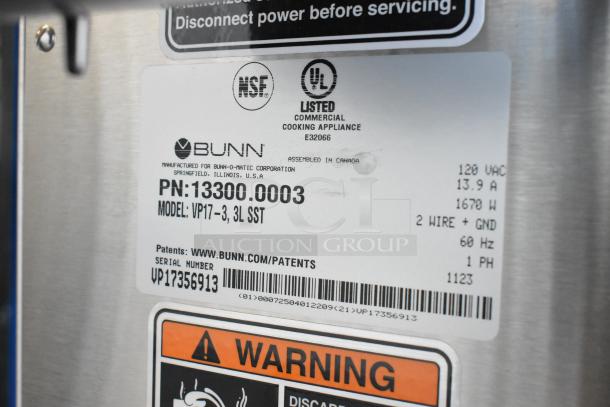 Disconnect power before servicing.
NSF®
UL
LISTED
COMMERCIAL
COOKING APPLIANCE
E32066
BUNN®
ASSEMBLED IN CANADA
MANUFACTURED FOR BUNN-O-MATIC CORPORATION
SPRINGFIELD, ILLINOIS, U.S.A
PN:13300.0003
MODEL: VP17-3, 3L SST
120 VAC
13.9 A
1670 W
2 WIRE + GND
60 Hz
1 PH
1123
Patents: WWW.BUNN.COM/PATENTS
SERIAL NUMBER
VP17356913
(01)00072504012209(21)VP17356913
AUCTION GROUP
WARNING